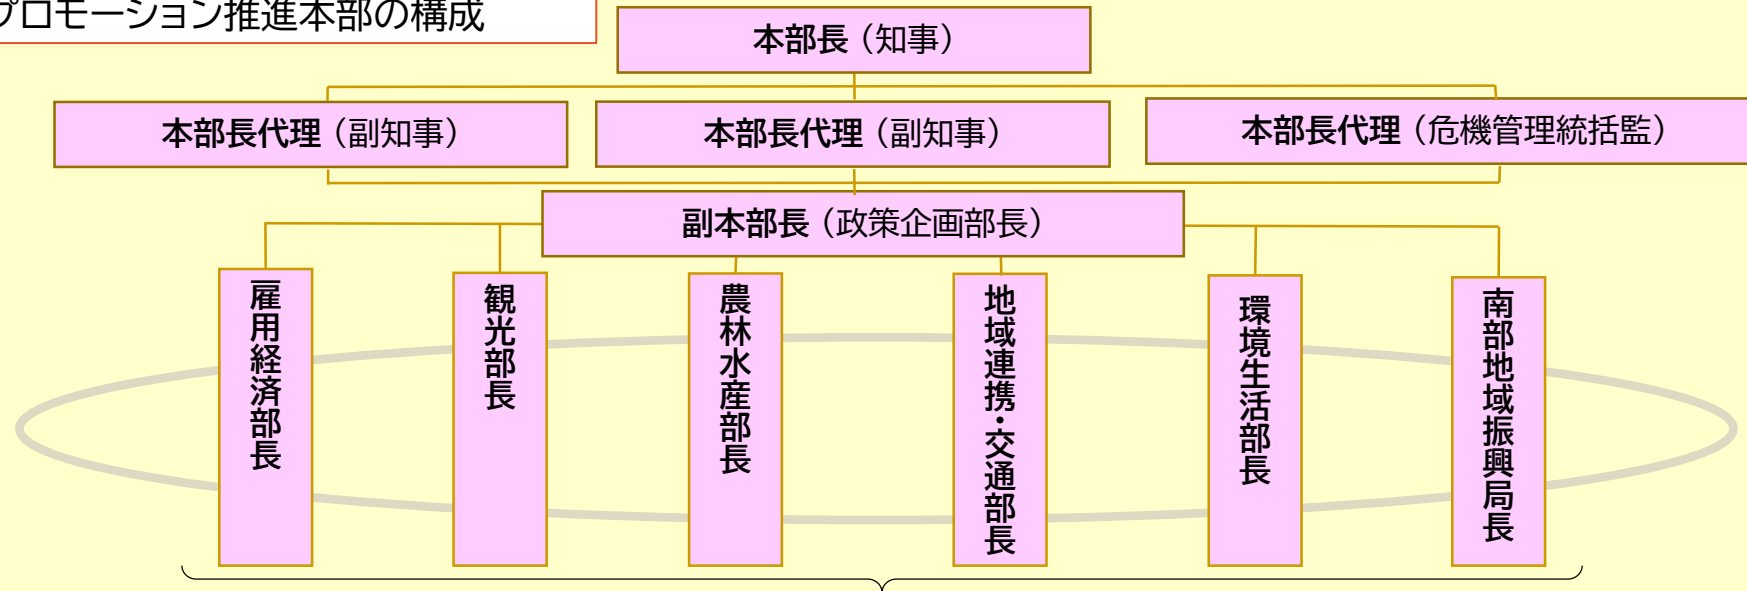 プロモーション推進本部の構成
本部長（知事）
本部長代理（副知事）
本部長代理（副知事）
本部長代理（危機管理統括監）
副本部長（政策企画部長）
雇用経済部長
観光部長
農林水産部長
地域連携・交通部長
環境生活部長
南部地域振興局長